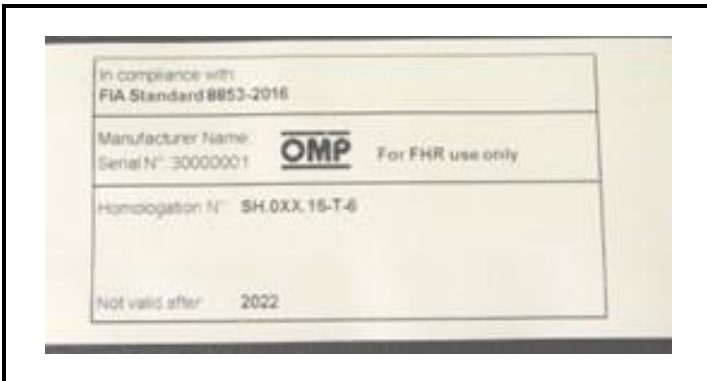 In compliance with:
FIA Standard 8853-2016
Manufacturer Name:
OMP
For FHR use only
Serial N° 30000001
Homologation N° SH.0XX.16-T-6
Not valid after 2022